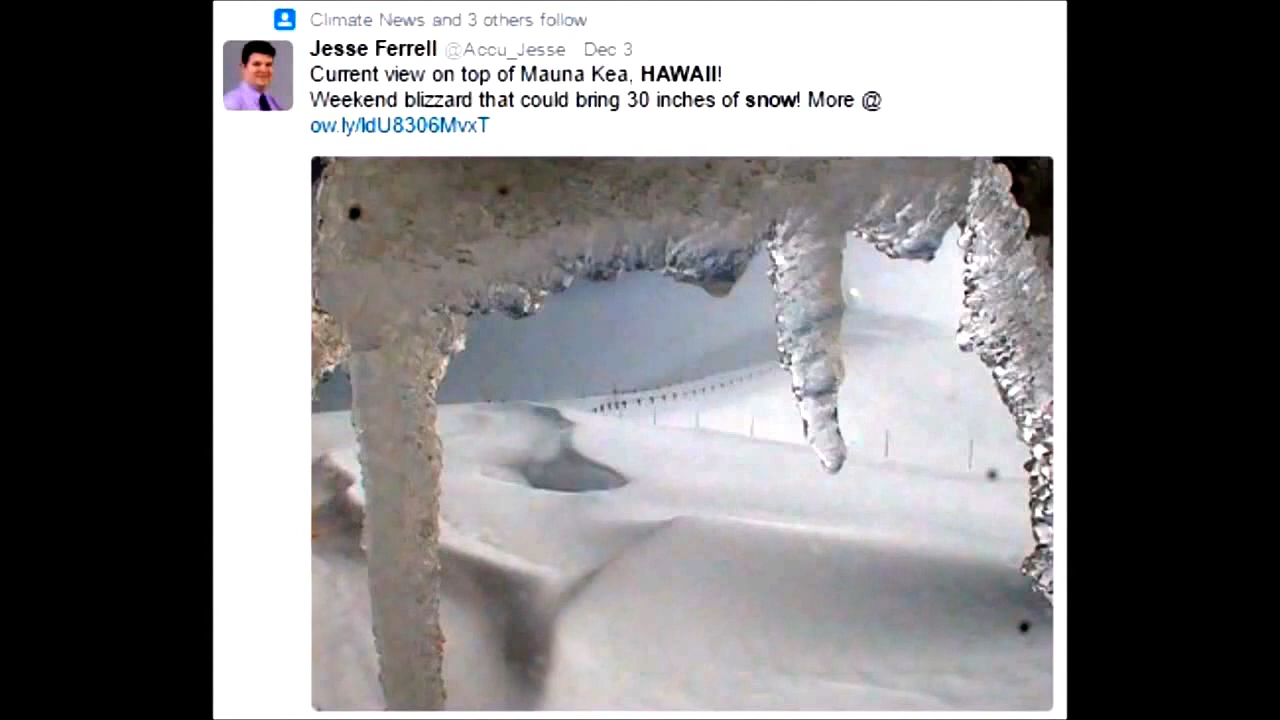 Climate News and 3 others follow
Jesse Ferrell @Accu_Jesse Dec 3
Current view on top of Mauna Kea, HAWAII!
Weekend blizzard that could bring 30 inches of snow! More @
ow.ly/ldU8306MvxT